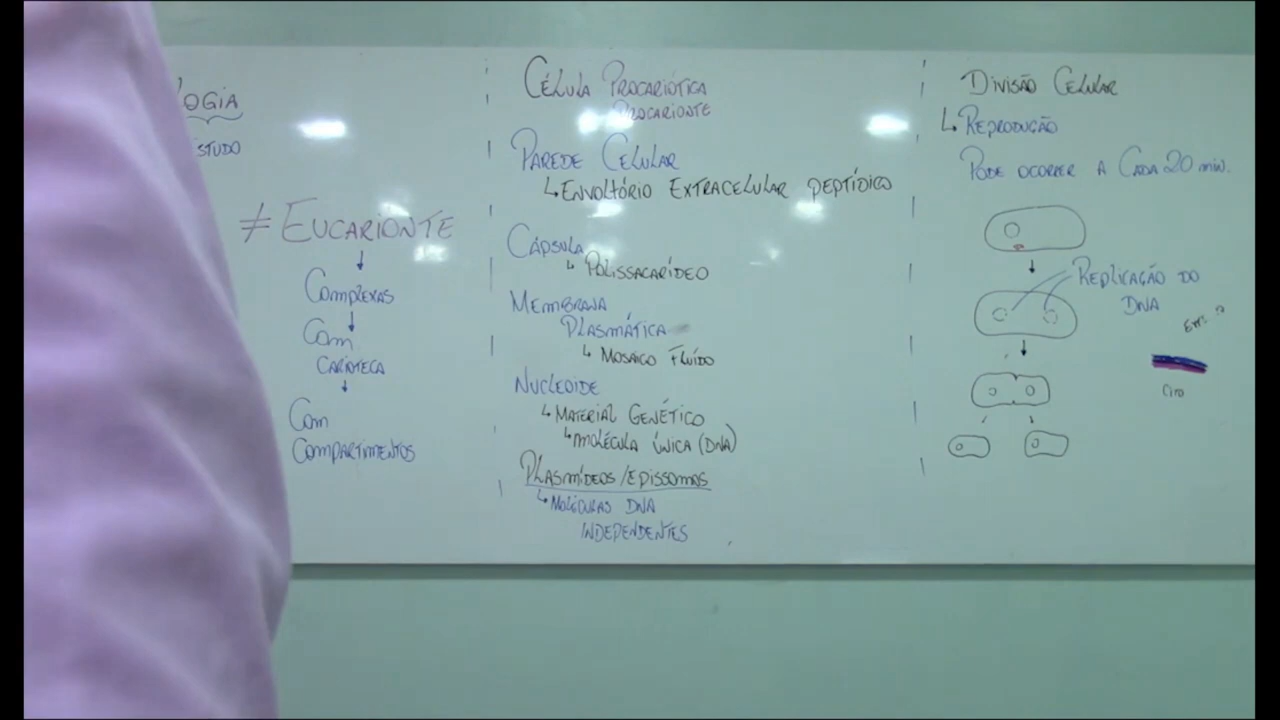 LOGIA
STUDO
≠ EUCARIONTE
COMPLEXAS
COM
CARIOTECA
COM
COMPARTIMENTOS
CÉLULA PROCARIÓTICA
PROCARIONTE
PAREDE CELULAR
↳ ENVOLTÓRIO EXTRACELULAR PEPTÍDICO
CÁPSULA
↳ POLISSACARÍDEO
MEMBRANA
PLASMÁTICA
↳ MOSAICO FLUÍDO
NUCLEOIDE
↳ MATERIAL GENÉTICO
↳ MOLÉCULA ÚNICA (DNA)
PLASMÍDEOS/EPISSOMOS
↳ MOLÉCULAS DNA
INDEPENDENTES
DIVISÃO CELULAR
↳ REPRODUÇÃO
PODE OCORRER A CADA 20 MIN.
REPLICAÇÃO DO
DNA